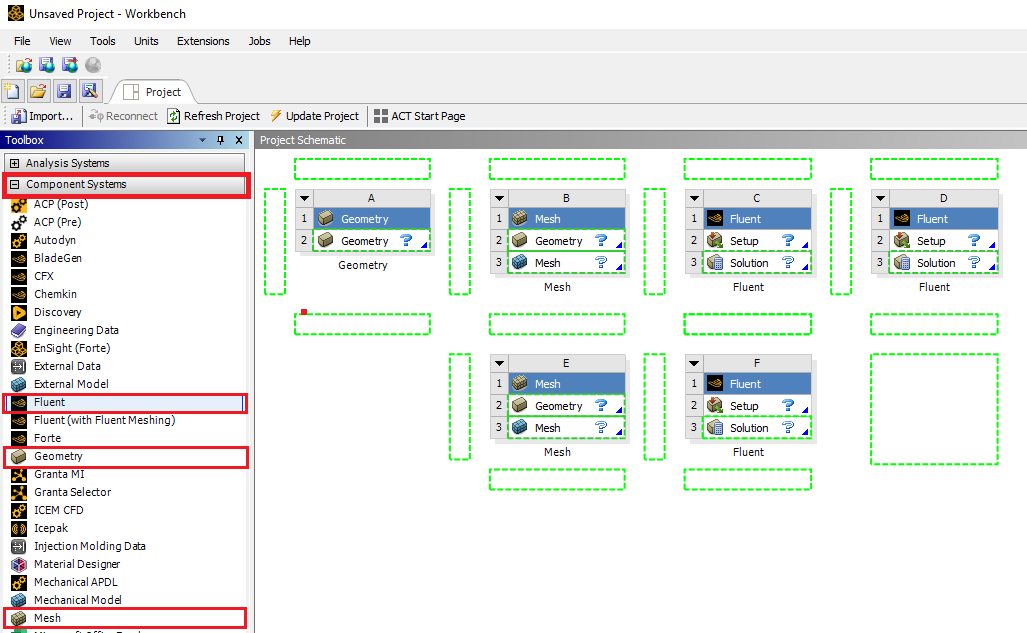 Unsaved Project - Workbench
File View Tools Units Extensions Jobs Help
Project
Import... Reconnect Refresh Project Update Project ACT Start Page
Toolbox
Analysis Systems
Component Systems
ACP (Post)
ACP (Pre)
Autodyn
BladeGen
CFX
Chemkin
Discovery
Engineering Data
EnSight (Forte)
External Data
External Model
Fluent
Fluent (with Fluent Meshing)
Forte
Geometry
Granta MI
Granta Selector
ICEM CFD
Icepak
Injection Molding Data
Material Designer
Mechanical APDL
Mechanical Model
Mesh
Project Schematic
A
1 Geometry
2 Geometry ?
Geometry
B
1 Mesh
2 Geometry ?
3 Mesh ?
Mesh
C
1 Fluent
2 Setup ?
3 Solution ?
Fluent
D
1 Fluent
2 Setup ?
3 Solution ?
Fluent
E
1 Mesh
2 Geometry ?
3 Mesh ?
Mesh
F
1 Fluent
2 Setup ?
3 Solution ?
Fluent